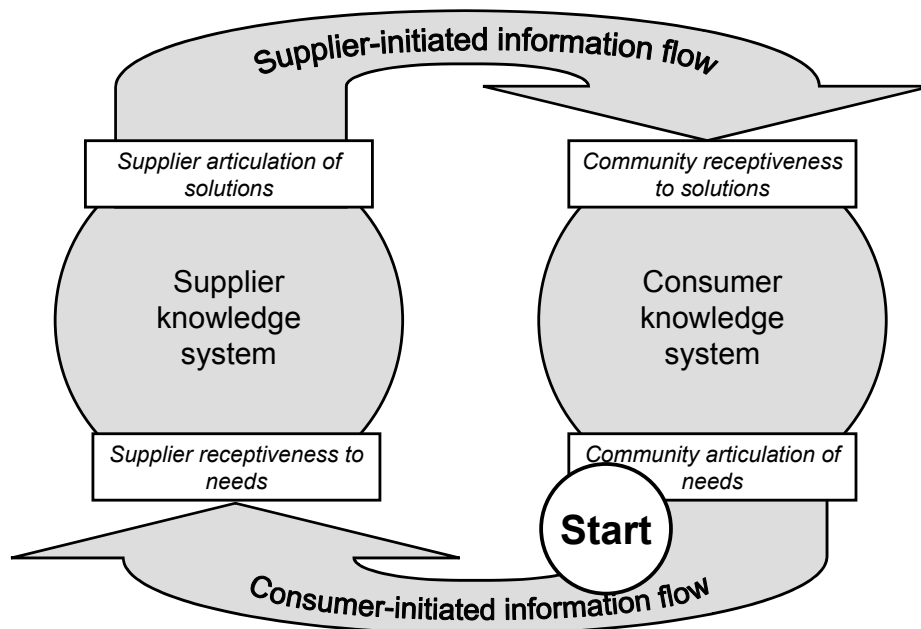 Supplier-initiated information flow
Supplier articulation of
solutions
Community receptiveness
to solutions
Supplier
knowledge
system
Consumer
knowledge
system
Supplier receptiveness to
needs
Community articulation of
needs
Start
Consumer-initiated information flow